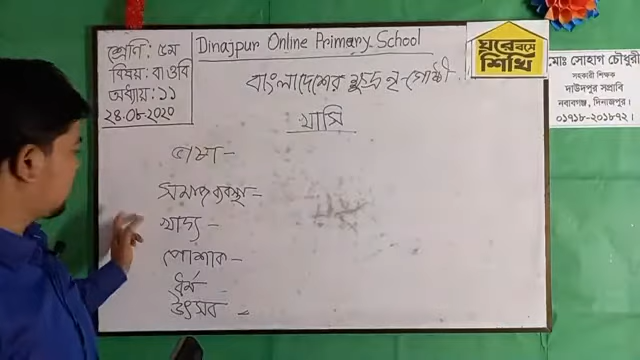 শ্রেণি: ৫ম
বিষয়: বাওবি
অধ্যায়: ১১
২৪-০৮-২০২০
Dinajpur Online Primary School
বাংলাদেশের ক্ষুদ্র নৃ-গোষ্ঠী
খাসি
ভাষা -
সমাজব্যবস্থা -
খাদ্য -
পোশাক -
ধর্ম
উৎসব -
ঘরে বসে
শিখি
মোঃ সোহাগ চৌধুরী
সহকারী শিক্ষক
দাউদপুর সপ্রাবি
নবাবগঞ্জ, দিনাজপুর।
০১৭১৮-২০১৮৭২।